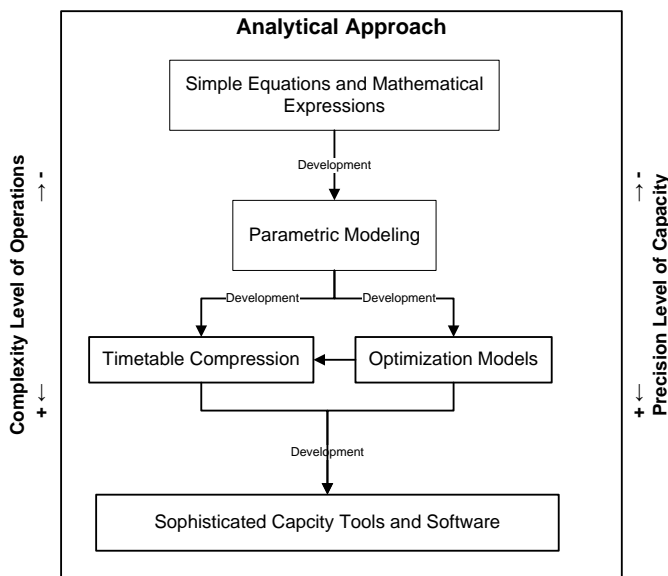 Analytical Approach
Simple Equations and Mathematical
Expressions
Development
Parametric Modeling
Development
Development
Timetable Compression
Optimization Models
Development
Sophisticated Capcity Tools and Software
Complexity Level of Operations
+ ← → -
Precision Level of Capacity
+ ← → -